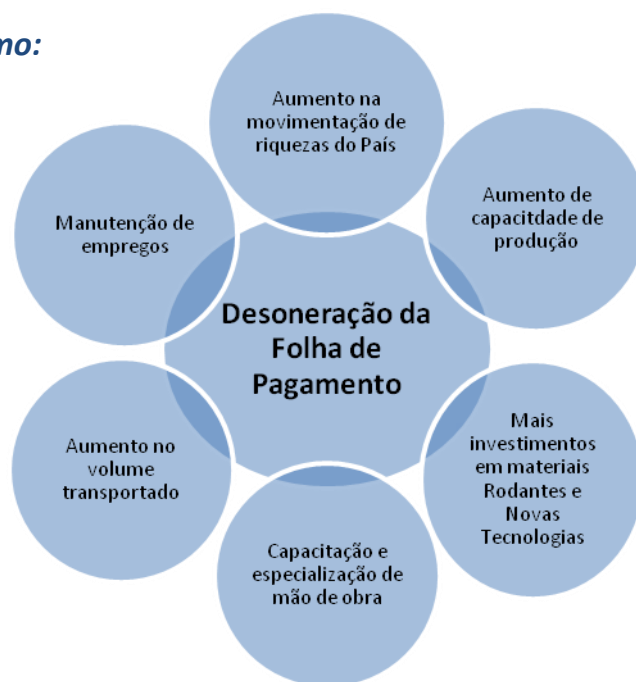 mo:
Aumento na
movimentação de
riquezas do País
Aumento de
capacitdade de
produção
Manutenção de
empregos
Desoneração da
Folha de
Pagamento
Mais
investimentos
em materiais
Rodantes e
Novas
Tecnologias
Aumento no
volume
transportado
Capacitação e
especialização de
mão de obra